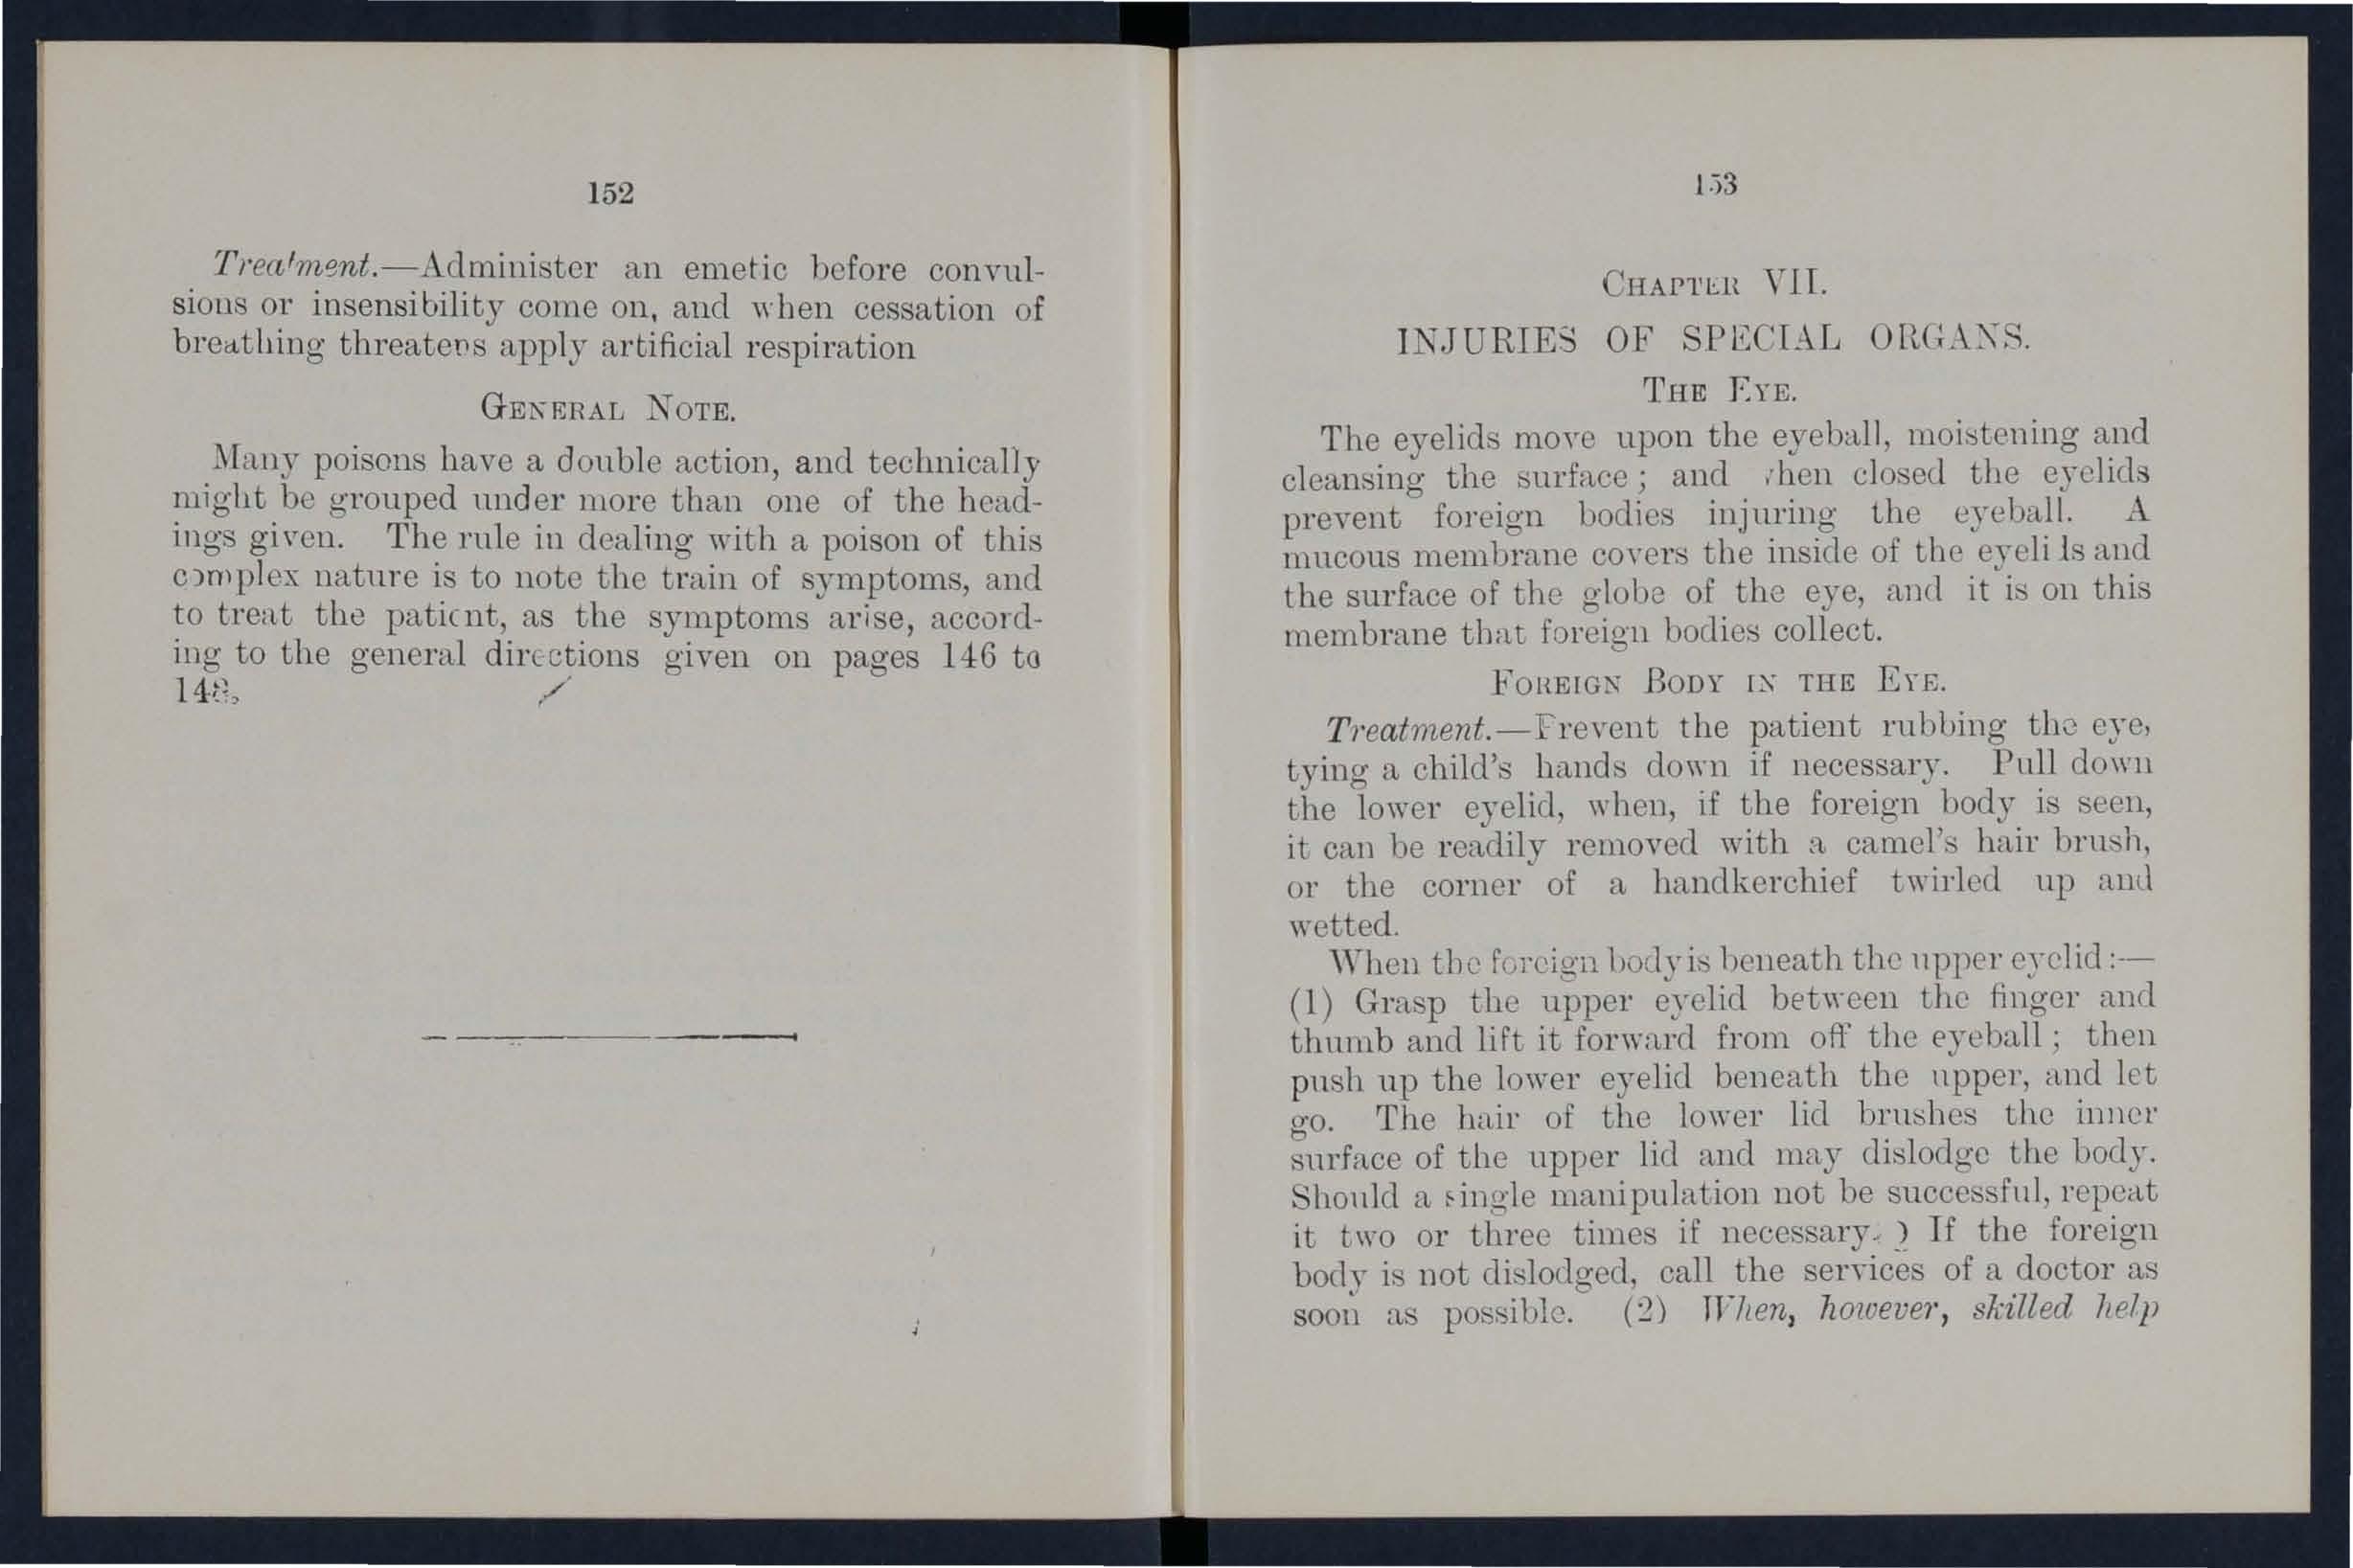 152
Treatment.—Administer an emetic before convul-
sions or insensibility come on, and when cessation of
breathing threatens apply artificial respiration
GENERAL NOTE.
Many poisons have a double action, and technically
might be grouped under more than one of the head-
ings given. The rule in dealing with a poison of this
complex nature is to note the train of symptoms, and
to treat the patient, as the symptoms arise, accord-
ing to the general directions given on pages 146 to
153
CHAPTER VII.
INJURIES OF SPECIAL ORGANS.
THE EYE.
The eyelids move upon the eyeball, moistening and
cleansing the surface; and when closed the eyelids
prevent foreign bodies injuring the eyeball. A
mucous membrane covers the inside of the eyelids and
the surface of the globe of the eye, and it is on this
membrane that foreign bodies collect.
FOREIGN BODY IN THE EYE.
Treatment.—Prevent the patient rubbing the eye,
tying a child's hands down if necessary. Pull down
the lower eyelid, when, if the foreign body is seen,
it can be readily removed with a camel's hair brush,
or the corner of a handkerchief twirled up and
wetted.
When the foreign body is beneath the upper eyelid:—
(1) Grasp the upper eyelid between the finger and
thumb and lift it forward from off the eyeball; then
push up the lower eyelid beneath the upper, and let
go. The hair of the lower lid brushes the inner
surface of the upper lid and may dislodge the body.
Should a single manipulation not be successful, repeat
it two or three times if necessary. ) If the foreign
body is not dislodged, call the services of a doctor as
soon as possible. (2) When, however, skilled help